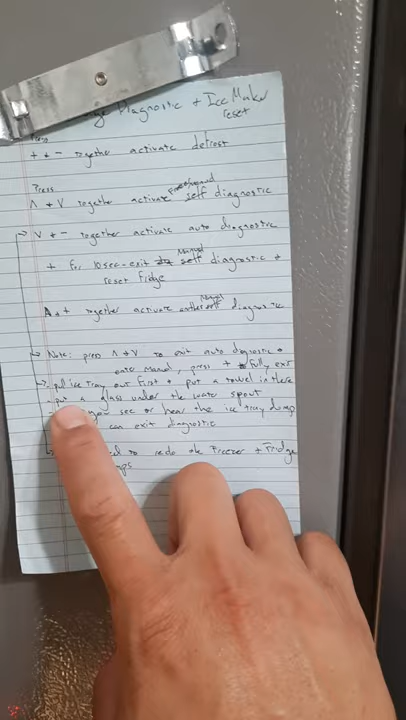 Diagnostic + Ice Maker
reset
Press
+ + - together activate defrost
Press
Λ + V together activate self diagnostic
V + - together activate auto diagnostic
+ for 10 sec - exit Manual self diagnostic +
reset fridge
Λ + together activate Manual diagnostic
Note: press Λ + V to exit auto diagnostic +
enter Manual, press + to fully exit
pull ice tray out first + put a towel in there
put a glass under the water spout
you see or hear the ice tray dump
can exit diagnostic
to redo the Freezer + Fridge